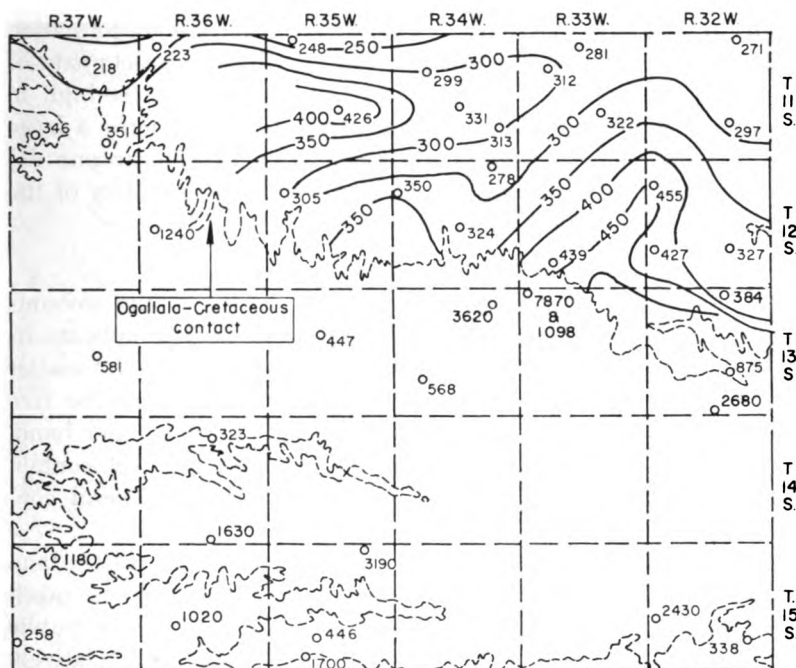 R.37W. R.36W. R.35W. R.34W. R.33W. R.32W.
223 248 250 281 271
218 299 300 312
400 426 331 300 322 297
346 351 350 300 313
278
305 350 350 400 455
350 324 450
1240 439 427 327
384
Ogallala-Cretaceous
contact
3620 7870
&
1098
447
581 568 875
2680
323
1630
1180 3190
1020 2430
258 446 338
1700
T
11
S.
T
12
S.
T
13
S
T
14
S.
T.
15
S